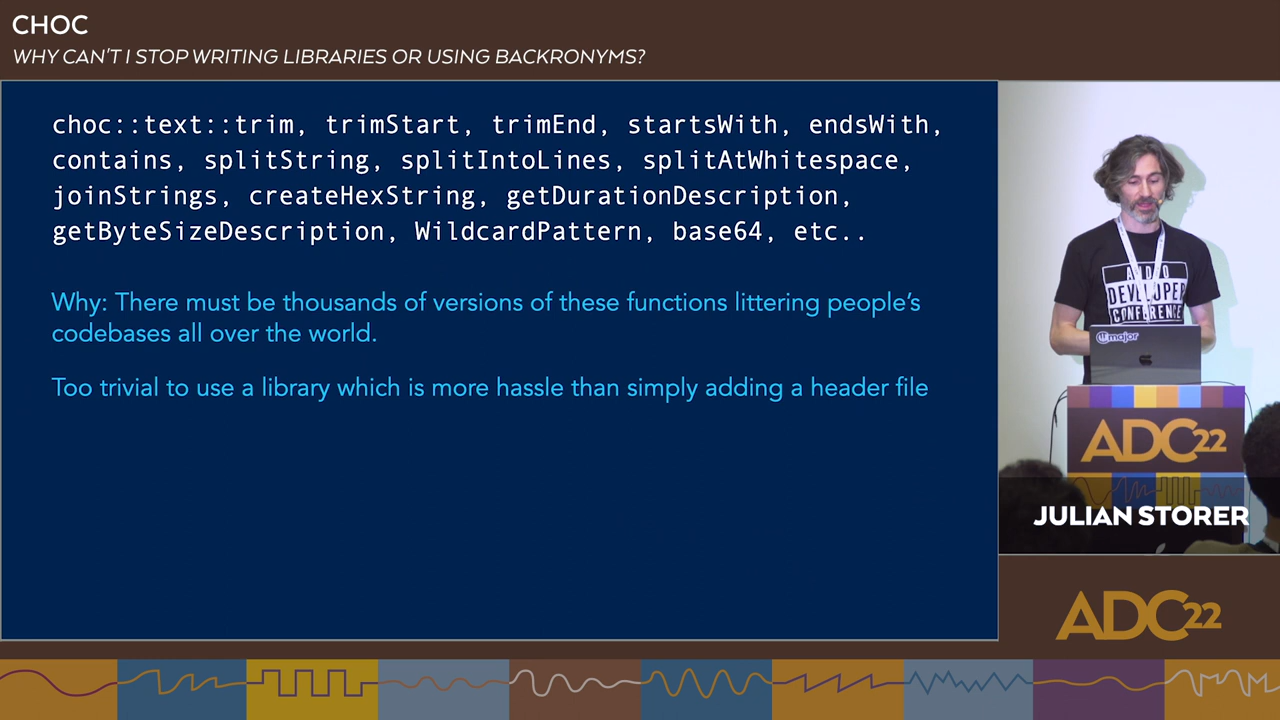 CHOC
WHY CAN'T I STOP WRITING LIBRARIES OR USING BACKRONYMS?
choc::text::trim, trimStart, trimEnd, startsWith, endsWith,
contains, splitString, splitIntoLines, splitAtWhitespace,
joinStrings, createHexString, getDurationDescription,
getByteSizeDescription, WildcardPattern, base64, etc..
Why: There must be thousands of versions of these functions littering people's
codebases all over the world.
Too trivial to use a library which is more hassle than simply adding a header file
AUDIO
DEVELOPER
CONFERENCE
major
ADC22
JULIAN STORER
ADC22